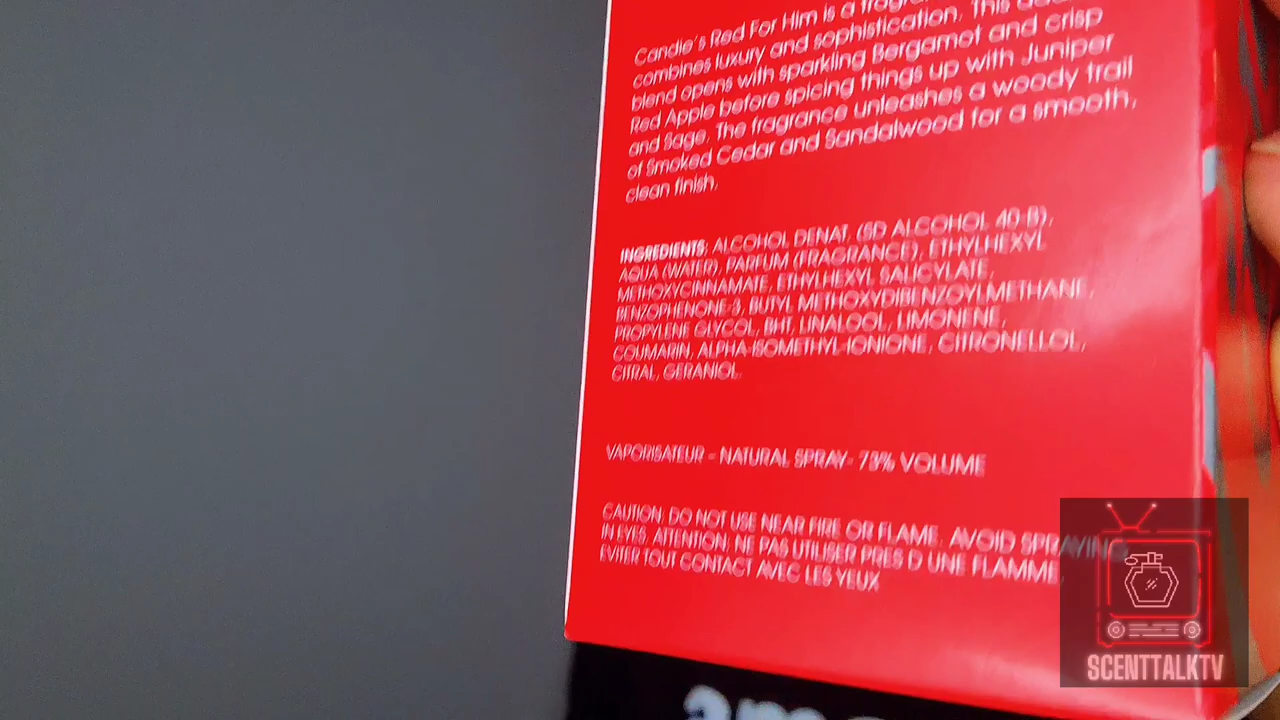 Candie's Red For Him is a fragr
combines luxury and sophistication. This
blend opens with sparkling Bergamot and crisp
Red Apple before spicing things up with Juniper
and Sage. The fragrance unleashes a woody trail
of Smoked Cedar and Sandalwood for a smooth,
clean finish.
INGREDIENTS: ALCOHOL DENAT. (SD ALCOHOL 40-B),
AQUA (WATER), PARFUM (FRAGRANCE), ETHYLHEXYL
METHOXYCINNAMATE, ETHYLHEXYL SALICYLATE,
BENZOPHENONE-3, BUTYL METHOXYDIBENZOYLMETHANE,
PROPYLENE GLYCOL, BHT, LINALOOL, LIMONENE,
COUMARIN, ALPHA-ISOMETHYL-IONIONE, CITRONELLOL,
CITRAL, GERANIOL.
VAPORISATEUR - NATURAL SPRAY- 73% VOLUME
CAUTION: DO NOT USE NEAR FIRE OR FLAME. AVOID SPRAYING
IN EYES. ATTENTION: NE PAS UTILISER PRES D UNE FLAMME.
EVITER TOUT CONTACT AVEC LES YEUX
SCENTTALKTV